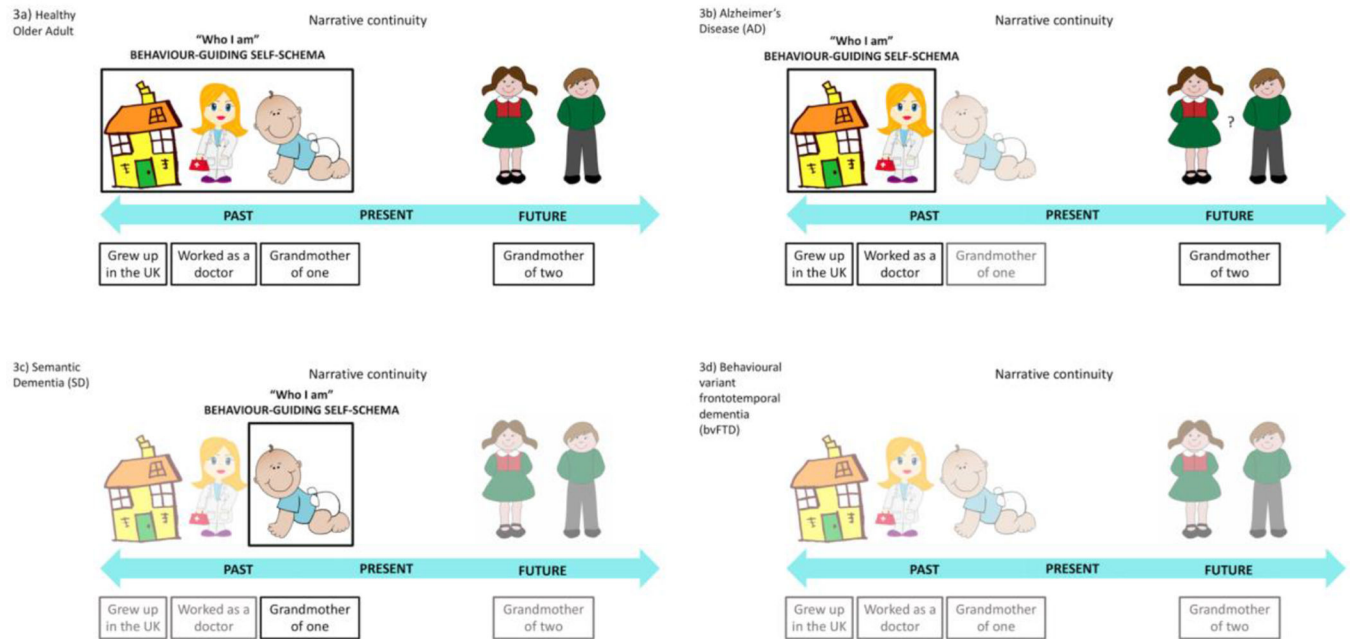 3a) Healthy
Older Adult
Narrative continuity
"Who I am"
BEHAVIOUR-GUIDING SELF-SCHEMA
PAST PRESENT FUTURE
Grew up
in the UK
Worked as a
doctor
Grandmother
of one
Grandmother
of two
3b) Alzheimer's
Disease (AD)
Narrative continuity
"Who I am"
BEHAVIOUR-GUIDING SELF-SCHEMA
?
PAST PRESENT FUTURE
Grew up
in the UK
Worked as a
doctor
Grandmother
of one
Grandmother
of two
3c) Semantic
Dementia (SD)
Narrative continuity
"Who I am"
BEHAVIOUR-GUIDING SELF-SCHEMA
PAST PRESENT FUTURE
Grew up
in the UK
Worked as a
doctor
Grandmother
of one
Grandmother
of two
3d) Behavioural
variant
frontotemporal
dementia
(bvFTD)
Narrative continuity
PAST PRESENT FUTURE
Grew up
in the UK
Worked as a
doctor
Grandmother
of one
Grandmother
of two